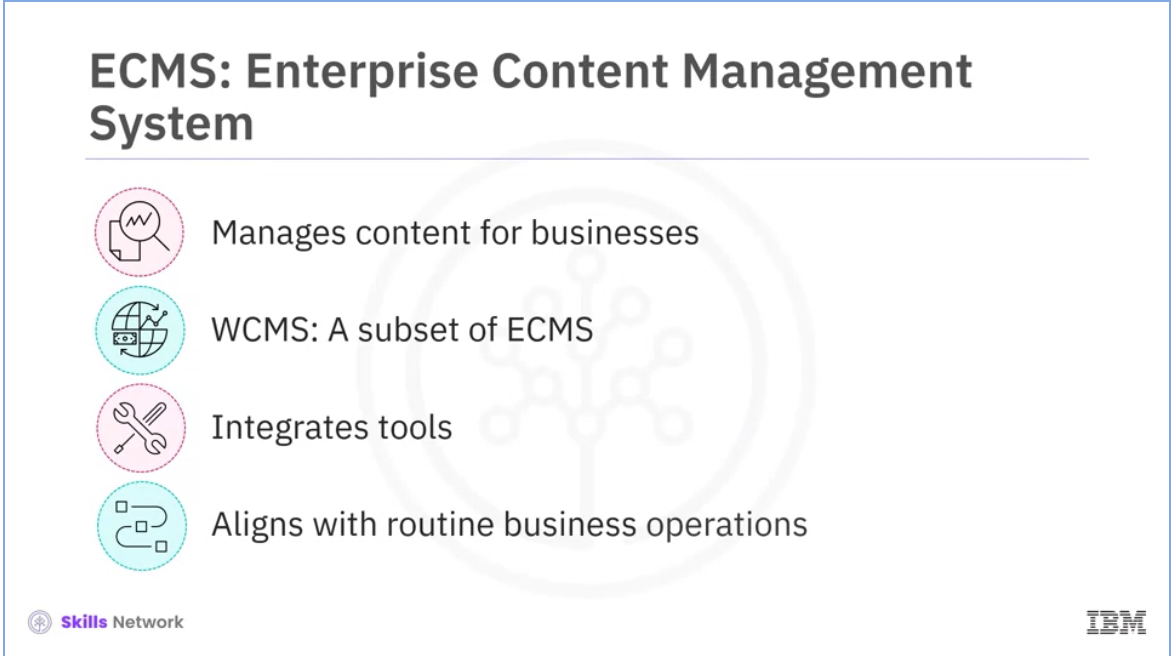 ECMS: Enterprise Content Management
System
Manages content for businesses
WCMS: A subset of ECMS
Integrates tools
Aligns with routine business operations
Skills Network
IBM